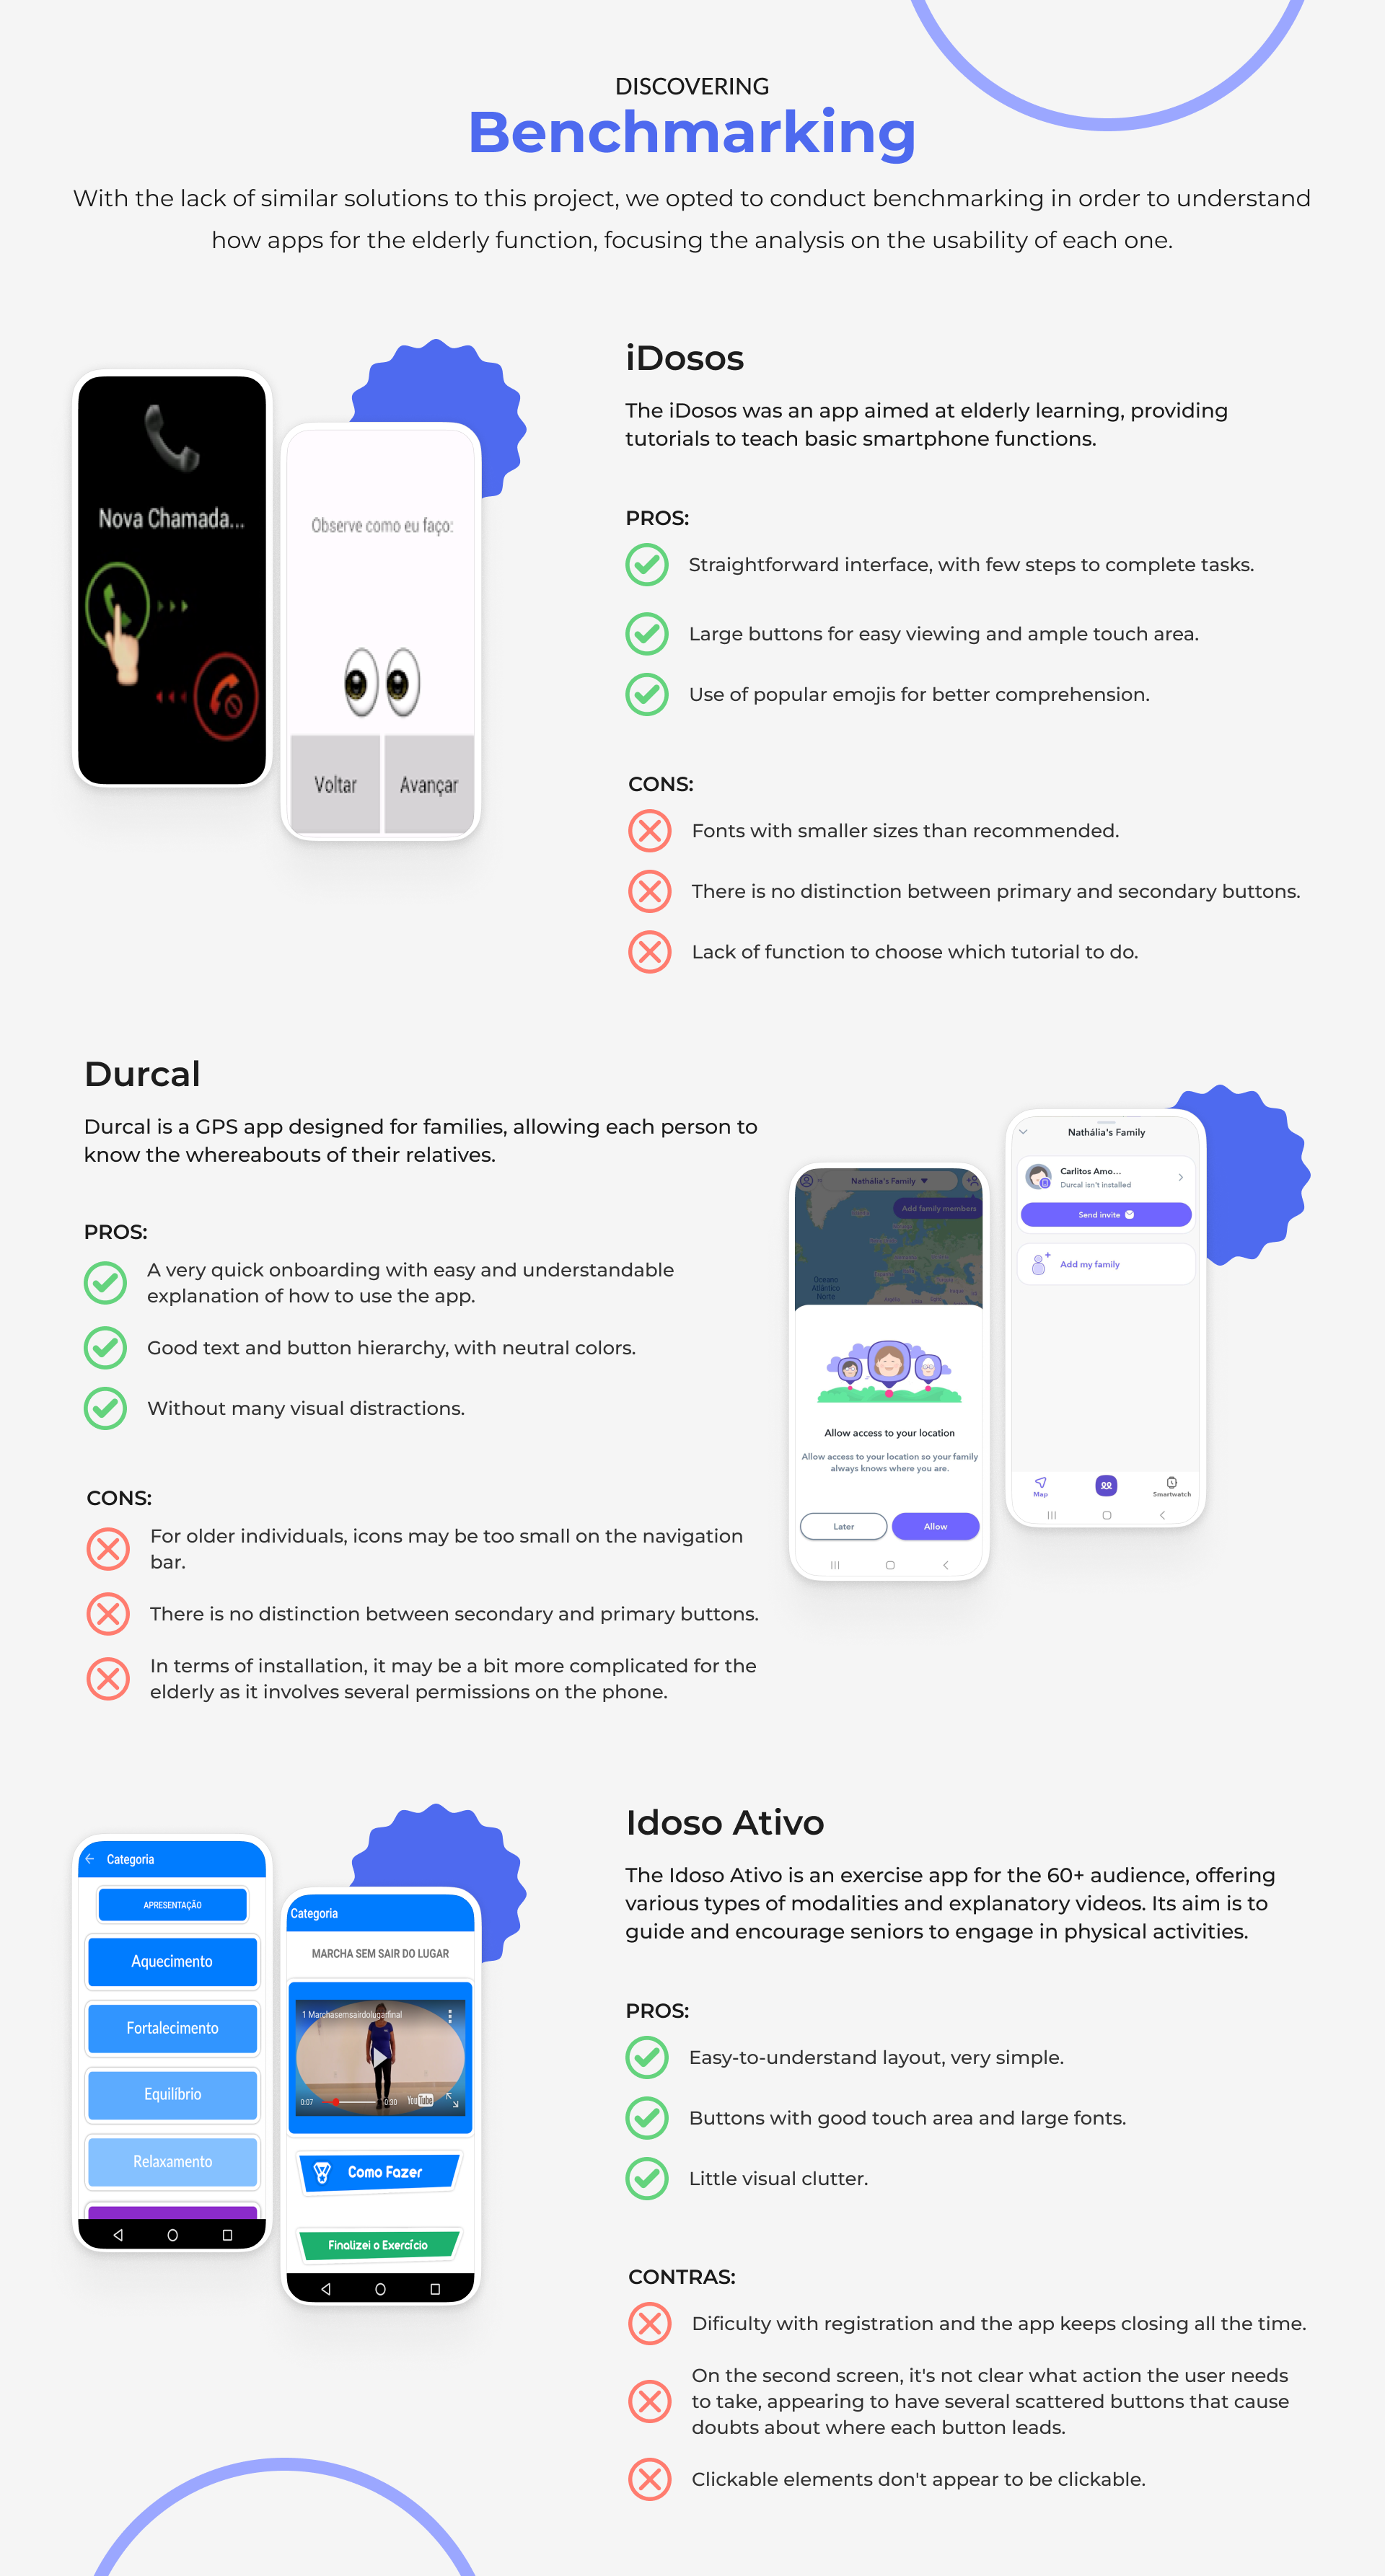 DISCOVERING
Benchmarking
With the lack of similar solutions to this project, we opted to conduct benchmarking in order to understand
how apps for the elderly function, focusing the analysis on the usability of each one.
Nova Chamada...
Observe como eu faço:
Voltar
Avançar
iDosos
The iDosos was an app aimed at elderly learning, providing
tutorials to teach basic smartphone functions.
PROS:
Straightforward interface, with few steps to complete tasks.
Large buttons for easy viewing and ample touch area.
Use of popular emojis for better comprehension.
CONS:
Fonts with smaller sizes than recommended.
There is no distinction between primary and secondary buttons.
Lack of function to choose which tutorial to do.
Durcal
Durcal is a GPS app designed for families, allowing each person to
know the whereabouts of their relatives.
PROS:
A very quick onboarding with easy and understandable
explanation of how to use the app.
Good text and button hierarchy, with neutral colors.
Without many visual distractions.
CONS:
For older individuals, icons may be too small on the navigation
bar.
There is no distinction between secondary and primary buttons.
In terms of installation, it may be a bit more complicated for the
elderly as it involves several permissions on the phone.
Nathália's Family
Add family members
Oceano
Atlântico
Norte
Allow access to your location
Allow access to your location so your family
always knows where you are.
Later
Allow
Nathália's Family
Carlitos Amo...
Durcal isn't installed
Send invite
Add my family
Map
Smartwatch
Categoria
APRESENTAÇÃO
Aquecimento
Fortalecimento
Equilíbrio
Relaxamento
Categoria
MARCHA SEM SAIR DO LUGAR
1 Marchasemsairdolugarfinal
0:07
0:30
YouTube
Como Fazer
Finalizei o Exercício
Idoso Ativo
The Idoso Ativo is an exercise app for the 60+ audience, offering
various types of modalities and explanatory videos. Its aim is to
guide and encourage seniors to engage in physical activities.
PROS:
Easy-to-understand layout, very simple.
Buttons with good touch area and large fonts.
Little visual clutter.
CONTRAS:
Dificulty with registration and the app keeps closing all the time.
On the second screen, it's not clear what action the user needs
to take, appearing to have several scattered buttons that cause
doubts about where each button leads.
Clickable elements don't appear to be clickable.